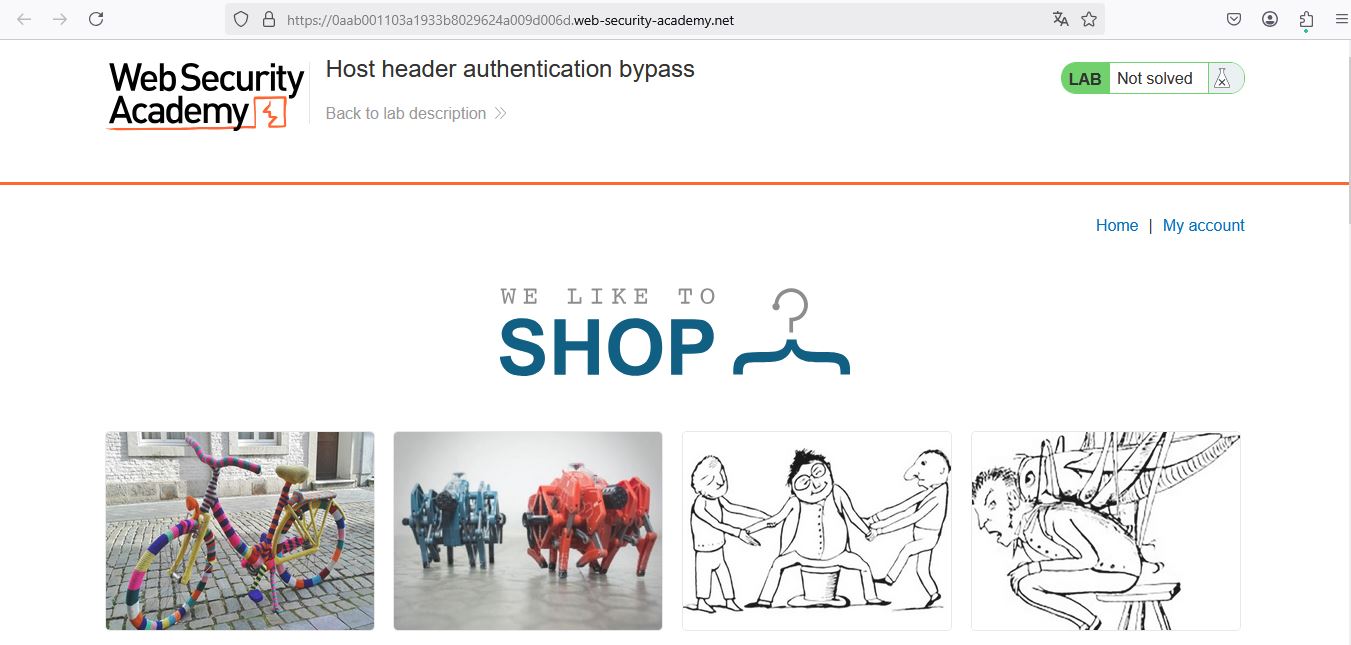 https://0aab001103a1933b8029624a009d006d.web-security-academy.net
Web Security
Academy
Host header authentication bypass
Back to lab description
LAB Not solved
Home | My account
WE LIKE TO
SHOP